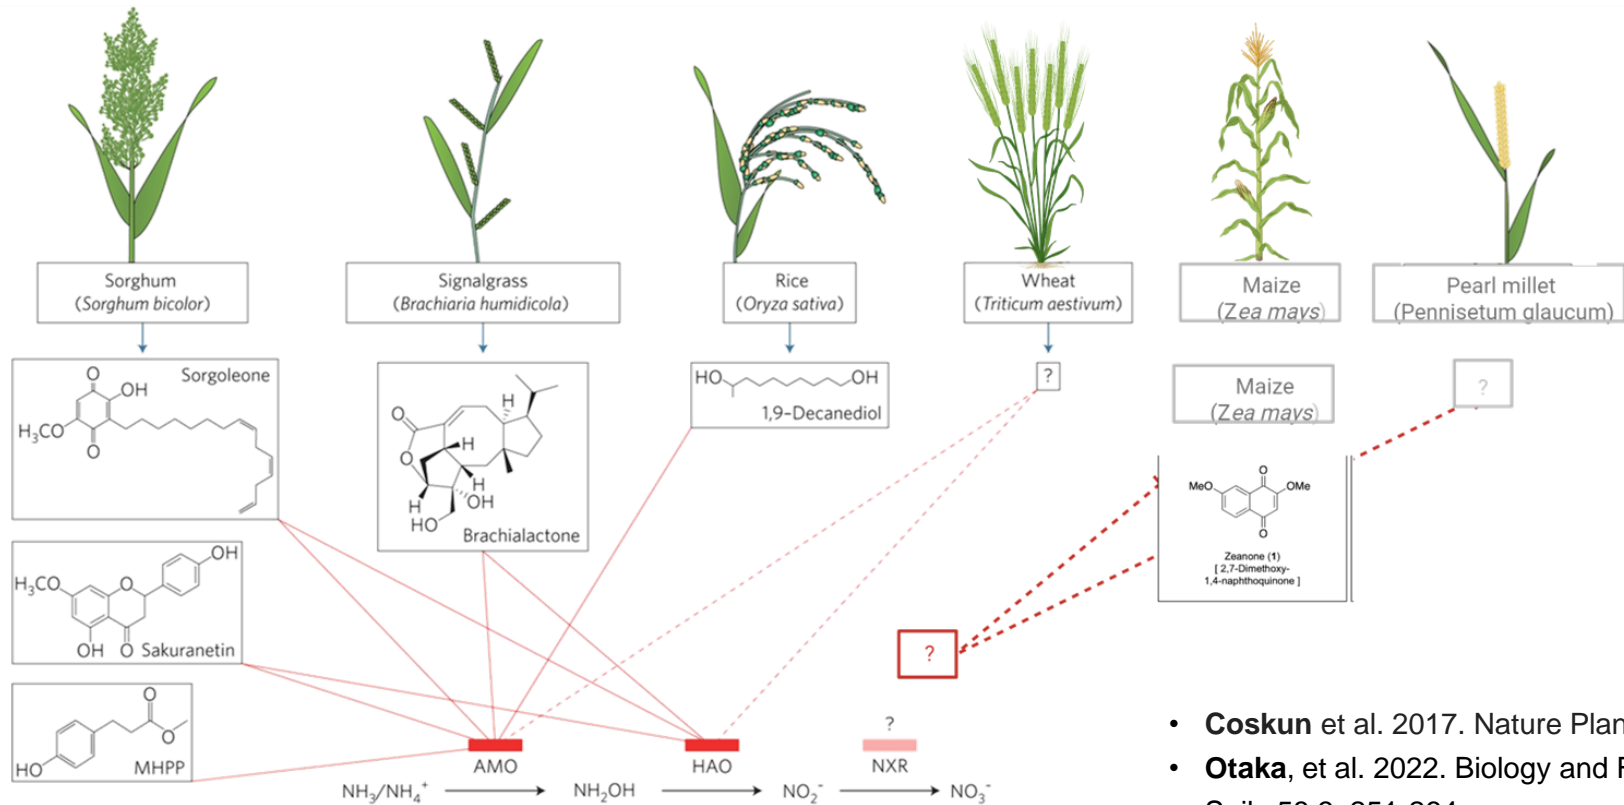 Sorghum
(Sorghum bicolor)
Signalgrass
(Brachiaria humidicola)
Rice
(Oryza sativa)
Wheat
(Triticum aestivum)
Maize
(Zea mays)
Pearl millet
(Pennisetum glaucum)
Sorgoleone
O
OH
H₃CO
O
Brachialactone
O
O
H
H
H
H
OH
HO
HO
OH
1,9-Decanediol
?
Maize
(Zea mays)
?
MeO
O
OMe
O
Zeanone (1)
[ 2,7-Dimethoxy-
1,4-naphthoquinone ]
OH
H₃CO
O
OH
O
Sakuranetin
?
O
O
HO
MHPP
AMO
HAO
?
NXR
NH₃/NH₄⁺
NH₂OH
NO₂⁻
NO₃⁻
• Coskun et al. 2017. Nature Plan
• Otaka, et al. 2022. Biology and F